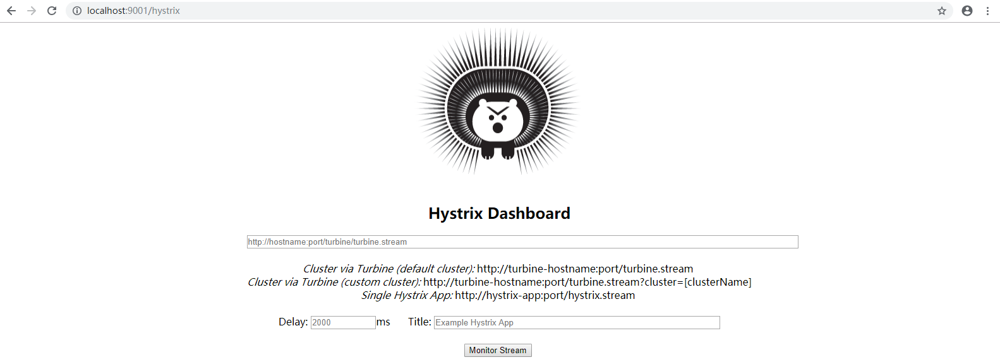 localhost:9001/hystrix
Hystrix Dashboard
http://hostname:port/turbine/turbine.stream
Cluster via Turbine (default cluster): http://turbine-hostname:port/turbine.stream
Cluster via Turbine (custom cluster): http://turbine-hostname:port/turbine.stream?cluster=[clusterName]
Single Hystrix App: http://hystrix-app:port/hystrix.stream
Delay: 2000 ms Title: Example Hystrix App
Monitor Stream